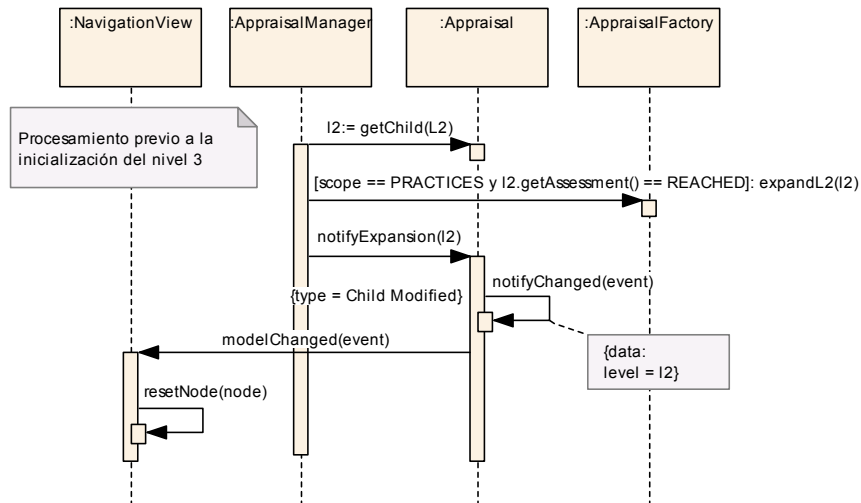 :NavigationView
:AppraisalManager
:Appraisal
:AppraisalFactory
Procesamiento previo a la
inicialización del nivel 3
l2:= getChild(L2)
[scope == PRACTICES y l2.getAssessment() == REACHED]: expandL2(l2)
notifyExpansion(l2)
notifyChanged(event)
{type = Child Modified}
modelChanged(event)
{data:
level = l2}
resetNode(node)